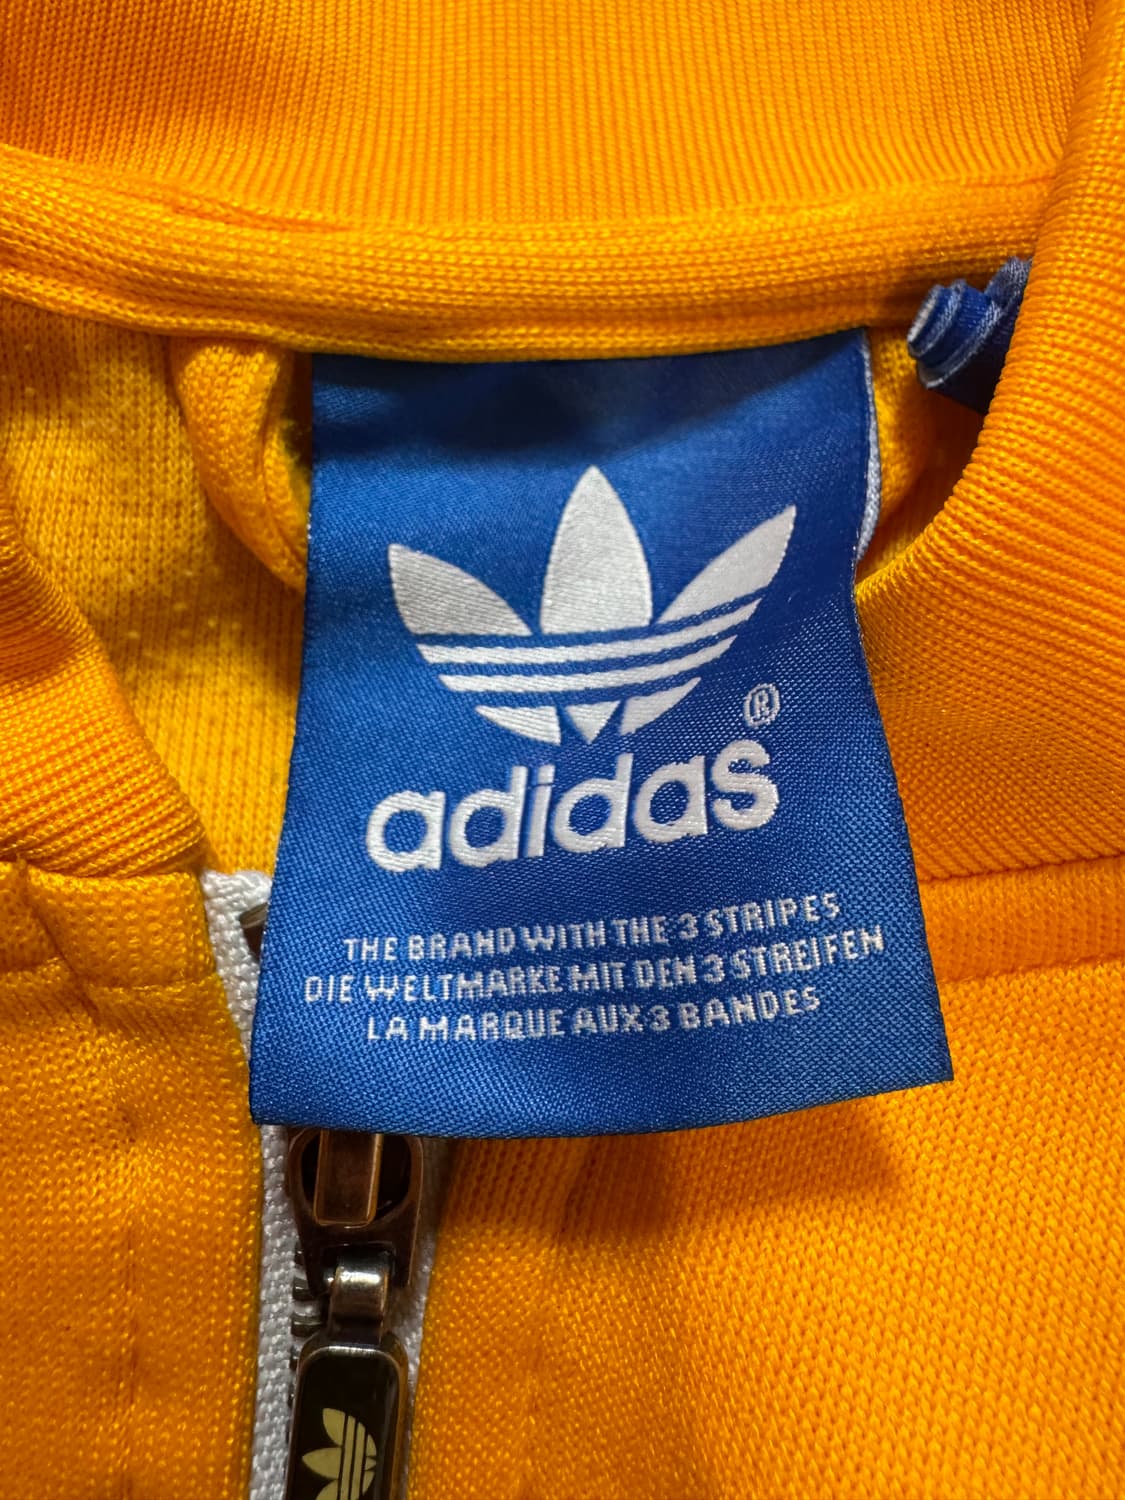 ®
adidas
THE BRAND WITH THE 3 STRIPES
DIE WELTMARKE MIT DEN 3 STREIFEN
LA MARQUE AUX 3 BANDES